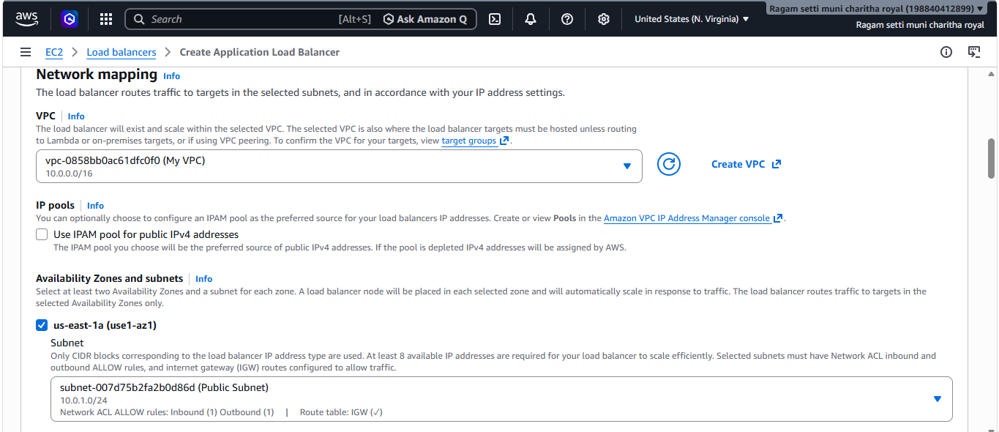 aws
Search [Alt+S] Ask Amazon Q United States (N. Virginia) Ragam setti muni charitha royal (198840412899)
Ragam setti muni charitha royal
EC2 Load balancers Create Application Load Balancer
Network mapping Info
The load balancer routes traffic to targets in the selected subnets, and in accordance with your IP address settings.
VPC Info
The load balancer will exist and scale within the selected VPC. The selected VPC is also where the load balancer targets must be hosted unless routing
to Lambda or on-premises targets, or if using VPC peering. To confirm the VPC for your targets, view target groups .
vpc-0858bb0ac61dfc0f0 (My VPC)
10.0.0.0/16
Create VPC
IP pools Info
You can optionally choose to configure an IPAM pool as the preferred source for your load balancers IP addresses. Create or view Pools in the Amazon VPC IP Address Manager console .
Use IPAM pool for public IPv4 addresses
The IPAM pool you choose will be the preferred source of public IPv4 addresses. If the pool is depleted IPv4 addresses will be assigned by AWS.
Availability Zones and subnets Info
Select at least two Availability Zones and a subnet for each zone. A load balancer node will be placed in each selected zone and will automatically scale in response to traffic. The load balancer routes traffic to targets in the
selected Availability Zones only.
us-east-1a (use1-az1)
Subnet
Only CIDR blocks corresponding to the load balancer IP address type are used. At least 8 available IP addresses are required for your load balancer to scale efficiently. Selected subnets must have Network ACL inbound and
outbound ALLOW rules, and internet gateway (IGW) routes configured to allow traffic.
subnet-007d75b2fa2b0d86d (Public Subnet)
10.0.1.0/24
Network ACL ALLOW rules: Inbound (1) Outbound (1) | Route table: IGW (✓)